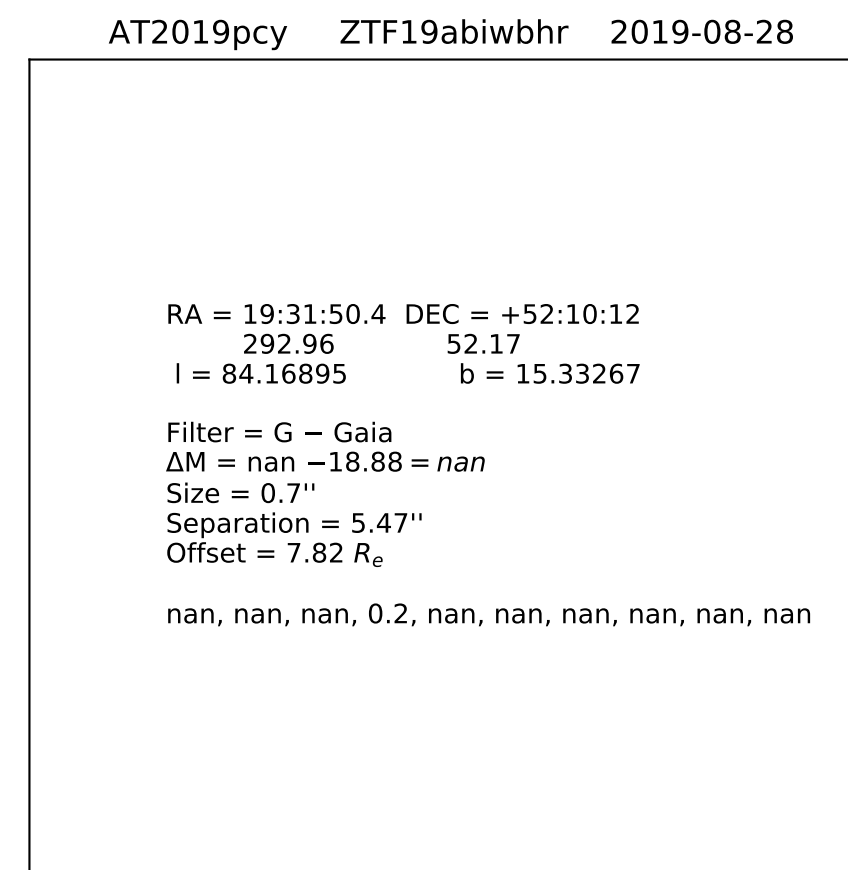 AT2019pcy ZTF19abiwbhr 2019-08-28
RA = 19:31:50.4 DEC = +52:10:12
292.96 52.17
l = 84.16895 b = 15.33267
Filter = G − Gaia
ΔM = nan −18.88 = nan
Size = 0.7''
Separation = 5.47''
Offset = 7.82 Re
nan, nan, nan, 0.2, nan, nan, nan, nan, nan, nan